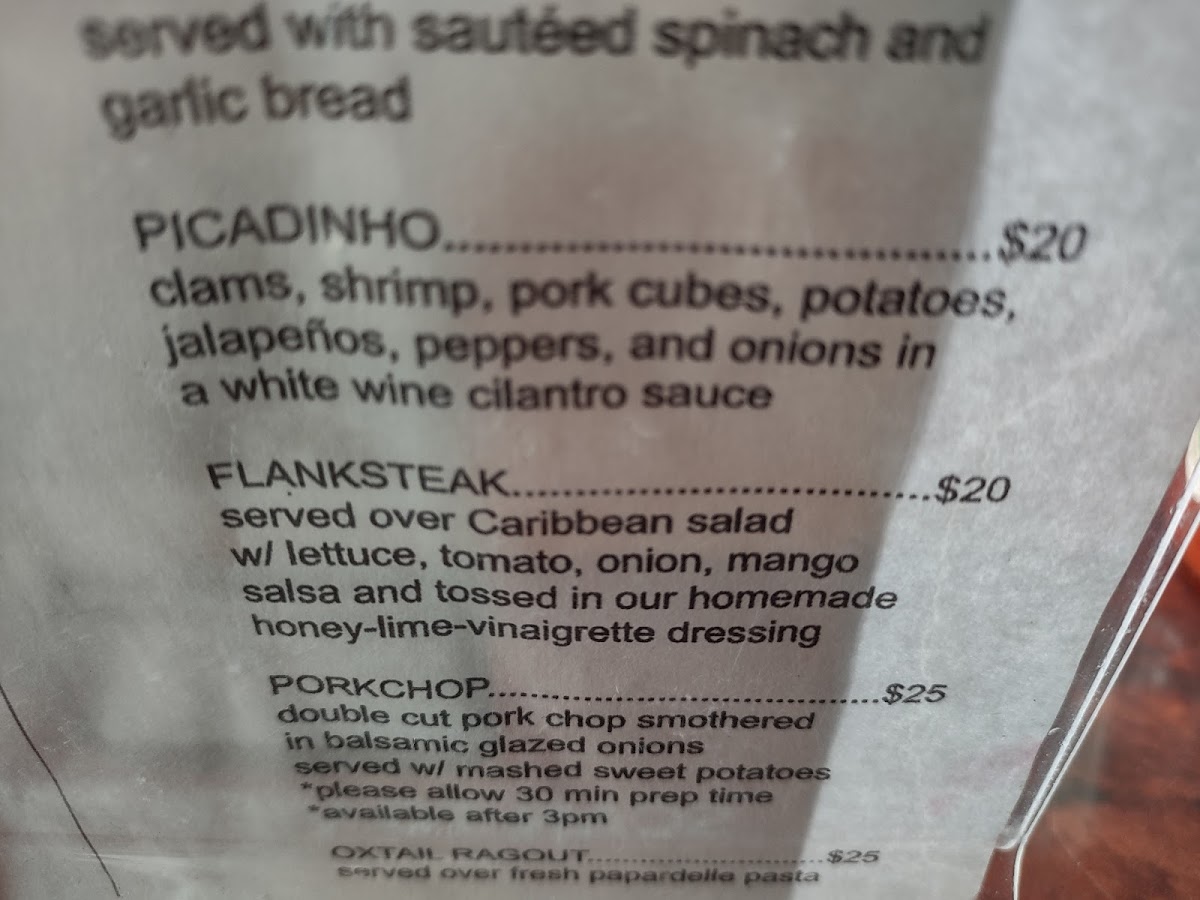 served with sautéed spinach and
garlic bread
PICADINHO....................................$20
clams, shrimp, pork cubes, potatoes,
jalapeños, peppers, and onions in
a white wine cilantro sauce
FLANKSTEAK....................................$20
served over Caribbean salad
w/ lettuce, tomato, onion, mango
salsa and tossed in our homemade
honey-lime-vinaigrette dressing
PORKCHOP........................................$25
double cut pork chop smothered
in balsamic glazed onions
served w/ mashed sweet potatoes
*please allow 30 min prep time
*available after 3pm
OXTAIL RAGOUT............................$25
served over fresh papardelle pasta